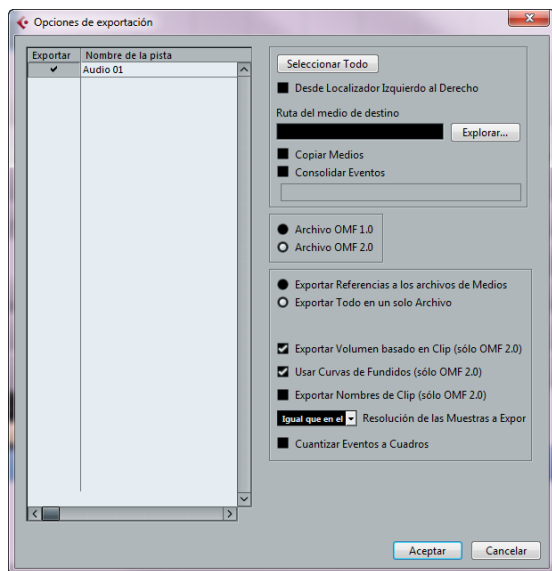 Opciones de exportación
Exportar Nombre de la pista
Audio 01
Seleccionar Todo
Desde Localizador Izquierdo al Derecho
Ruta del medio de destino
Explorar...
Copiar Medios
Consolidar Eventos
Archivo OMF 1.0
Archivo OMF 2.0
Exportar Referencias a los archivos de Medios
Exportar Todo en un solo Archivo
Exportar Volumen basado en Clip (sólo OMF 2.0)
Usar Curvas de Fundidos (sólo OMF 2.0)
Exportar Nombres de Clip (sólo OMF 2.0)
Igual que en el Resolución de las Muestras a Expor
Cuantizar Eventos a Cuadros
Aceptar Cancelar